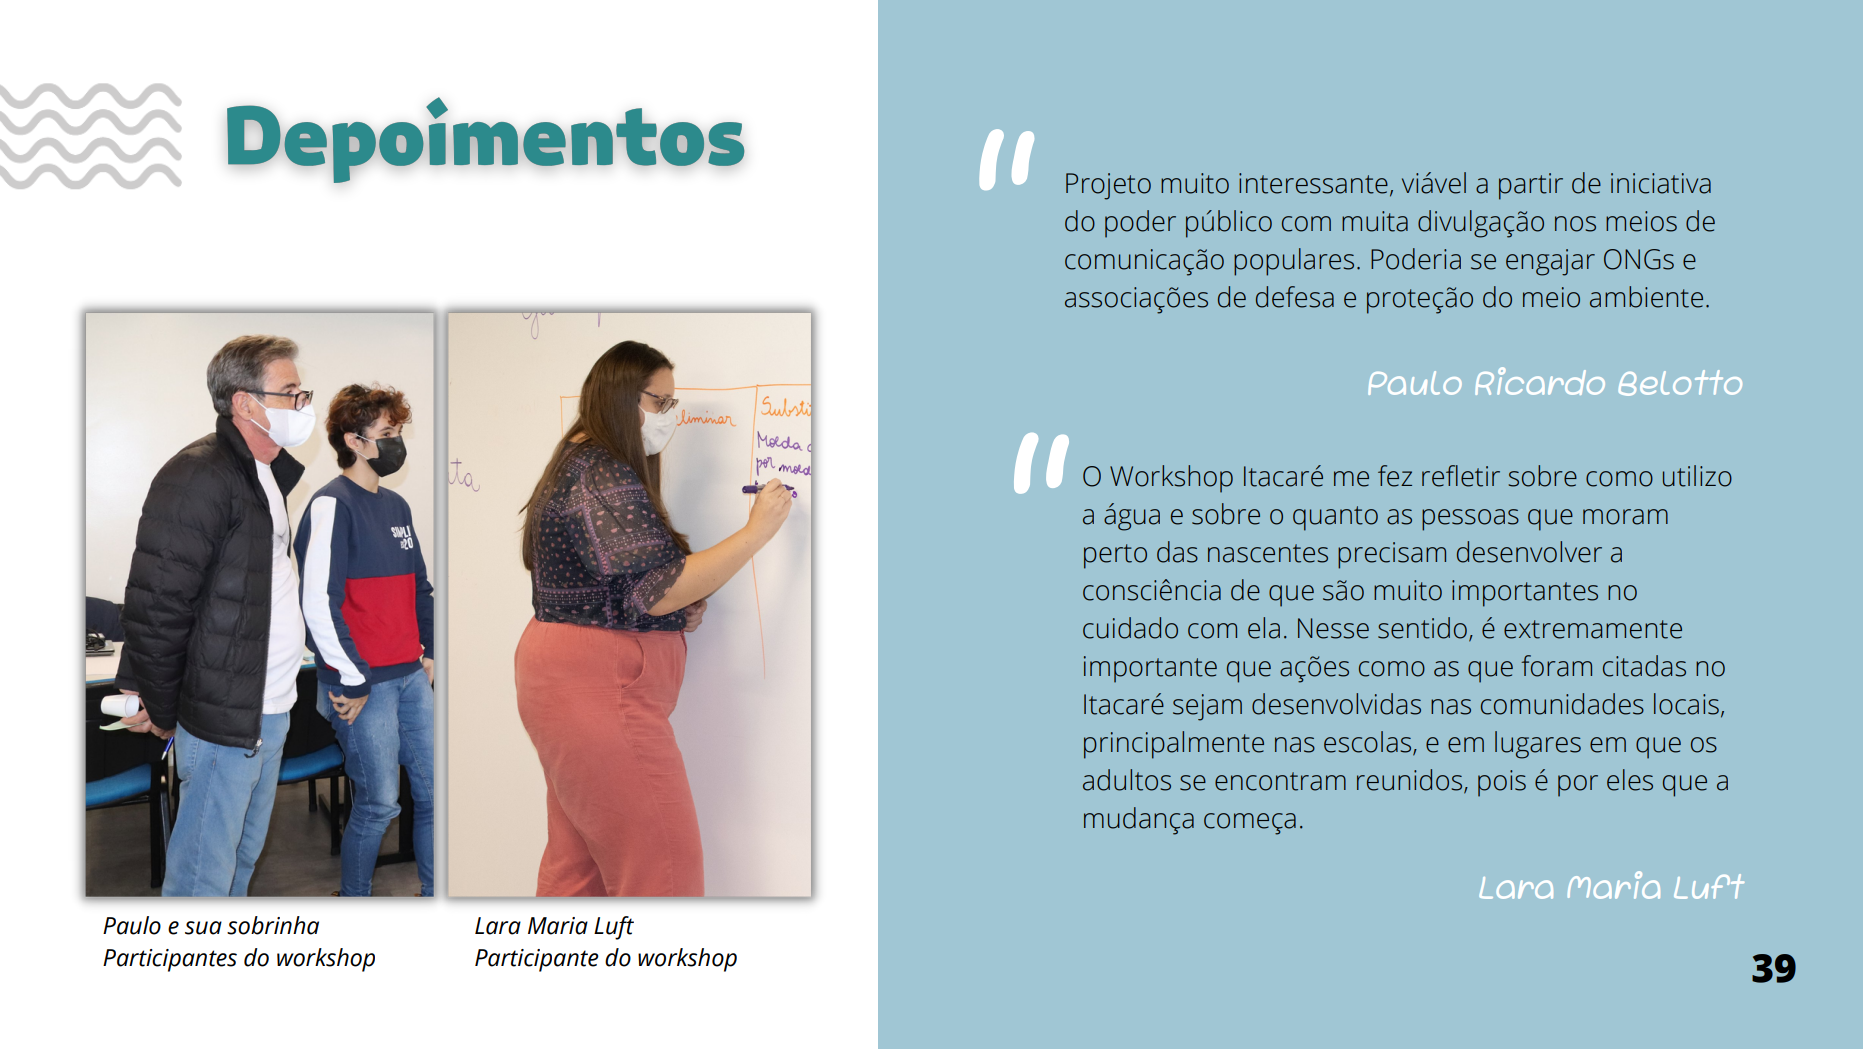 Depoimentos
eliminar
Molda
por
ta
Paulo e sua sobrinha
Participantes do workshop
Lara Maria Luft
Participante do workshop
"
Projeto muito interessante, viável a partir de iniciativa
do poder público com muita divulgação nos meios de
comunicação populares. Poderia se engajar ONGs e
associações de defesa e proteção do meio ambiente.
Paulo Ricardo Belotto
"
O Workshop Itacaré me fez refletir sobre como utilizo
a água e sobre o quanto as pessoas que moram
perto das nascentes precisam desenvolver a
consciência de que são muito importantes no
cuidado com ela. Nesse sentido, é extremamente
importante que ações como as que foram citadas no
Itacaré sejam desenvolvidas nas comunidades locais,
principalmente nas escolas, e em lugares em que os
adultos se encontram reunidos, pois é por eles que a
mudança começa.
Lara Maria Luft
39